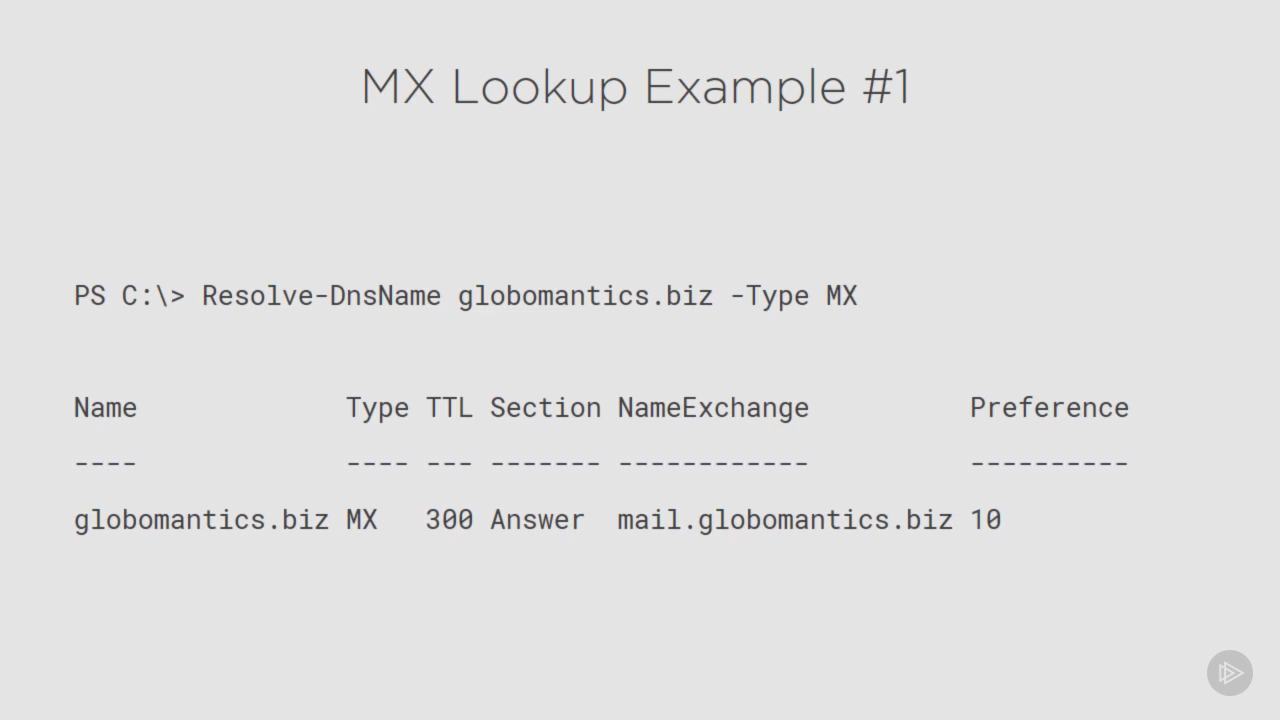 MX Lookup Example #1
PS C:\> Resolve-DnsName globomantics.biz -Type MX
Name Type TTL Section NameExchange Preference
---- ---- --- ------- ------------ ----------
globomantics.biz MX 300 Answer mail.globomantics.biz 10